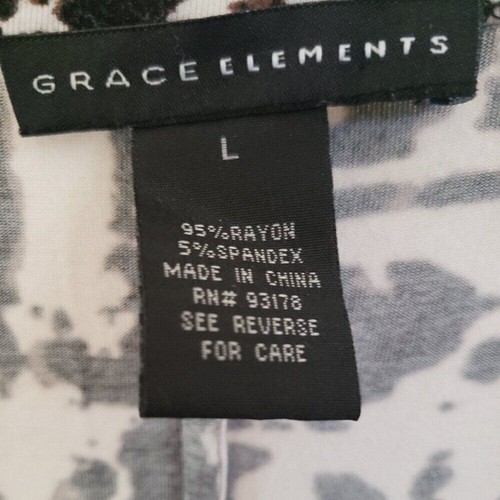 GRACE ELEMENTS
L
95%RAYON
5%SPANDEX
MADE IN CHINA
RN# 93178
SEE REVERSE
FOR CARE